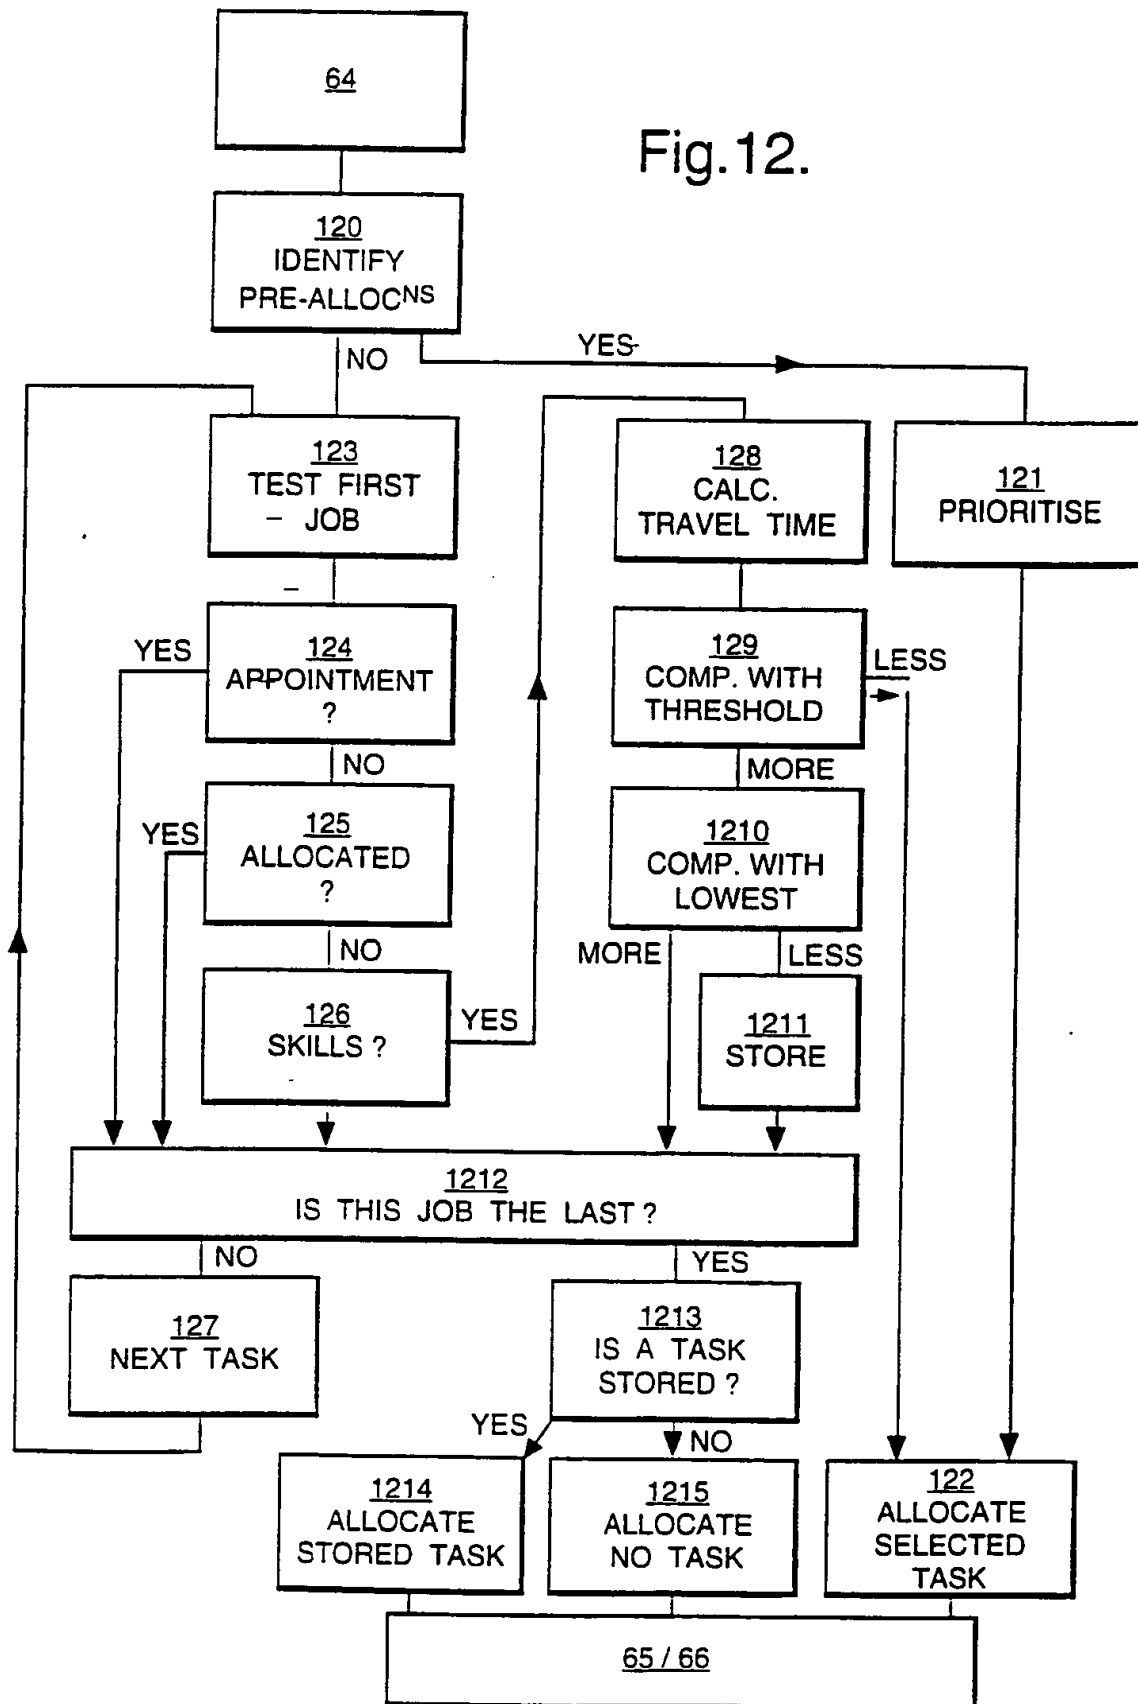 64
Fig.12.
120
IDENTIFY
PRE-ALLOCNS
NO
YES
123
TEST FIRST
JOB
128
CALC.
TRAVEL TIME
121
PRIORITISE
124
APPOINTMENT
?
YES
NO
129
COMP. WITH
THRESHOLD
LESS
MORE
125
ALLOCATED
?
YES
NO
1210
COMP. WITH
LOWEST
MORE
LESS
126
SKILLS ?
YES
1211
STORE
1212
IS THIS JOB THE LAST ?
NO
YES
127
NEXT TASK
1213
IS A TASK
STORED ?
YES
NO
1214
ALLOCATE
STORED TASK
1215
ALLOCATE
NO TASK
122
ALLOCATE
SELECTED
TASK
65 / 66